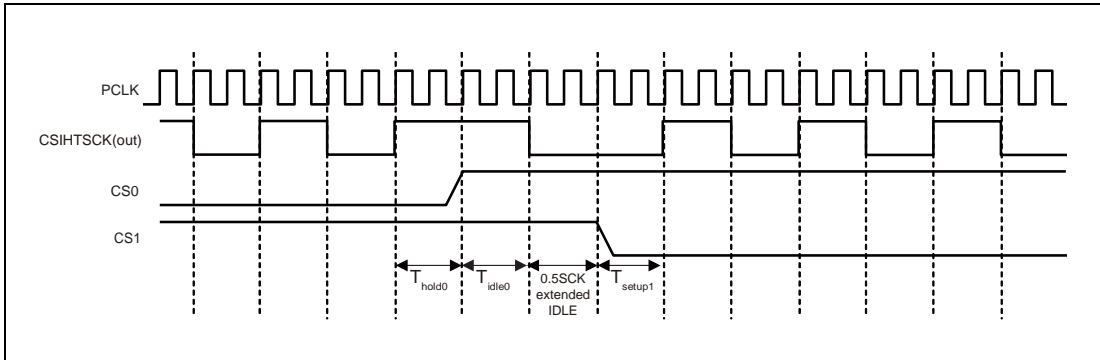 PCLK
CSIHTSCK(out)
CS0
CS1
Thold0
Tidle0
0.5SCK
extended
IDLE
Tsetup1